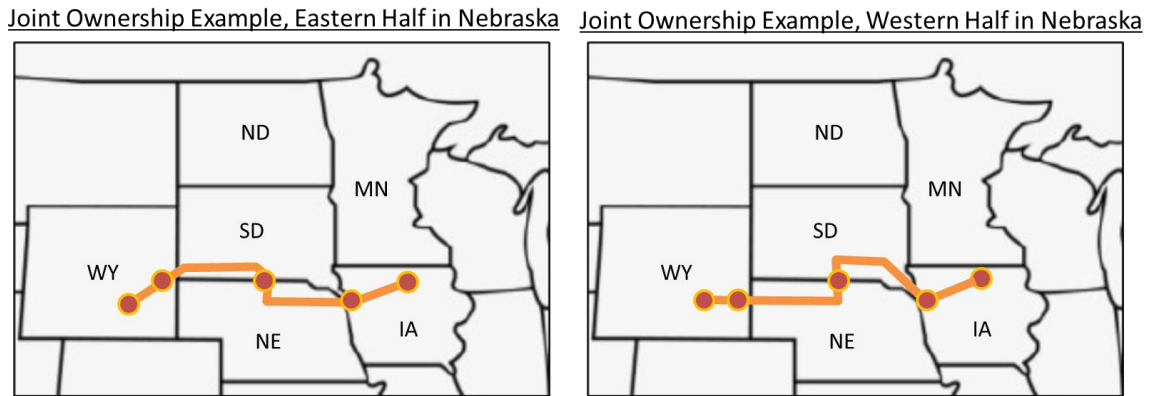 Joint Ownership Example, Eastern Half in Nebraska
ND
MN
SD
WY
NE
IA
Joint Ownership Example, Western Half in Nebraska
ND
MN
SD
WY
NE
IA